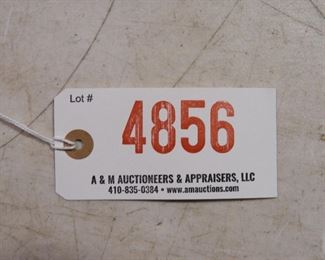 Lot #
4856
A & M AUCTIONEERS & APPRAISERS, LLC
410-835-0384 • www.amauctions.com